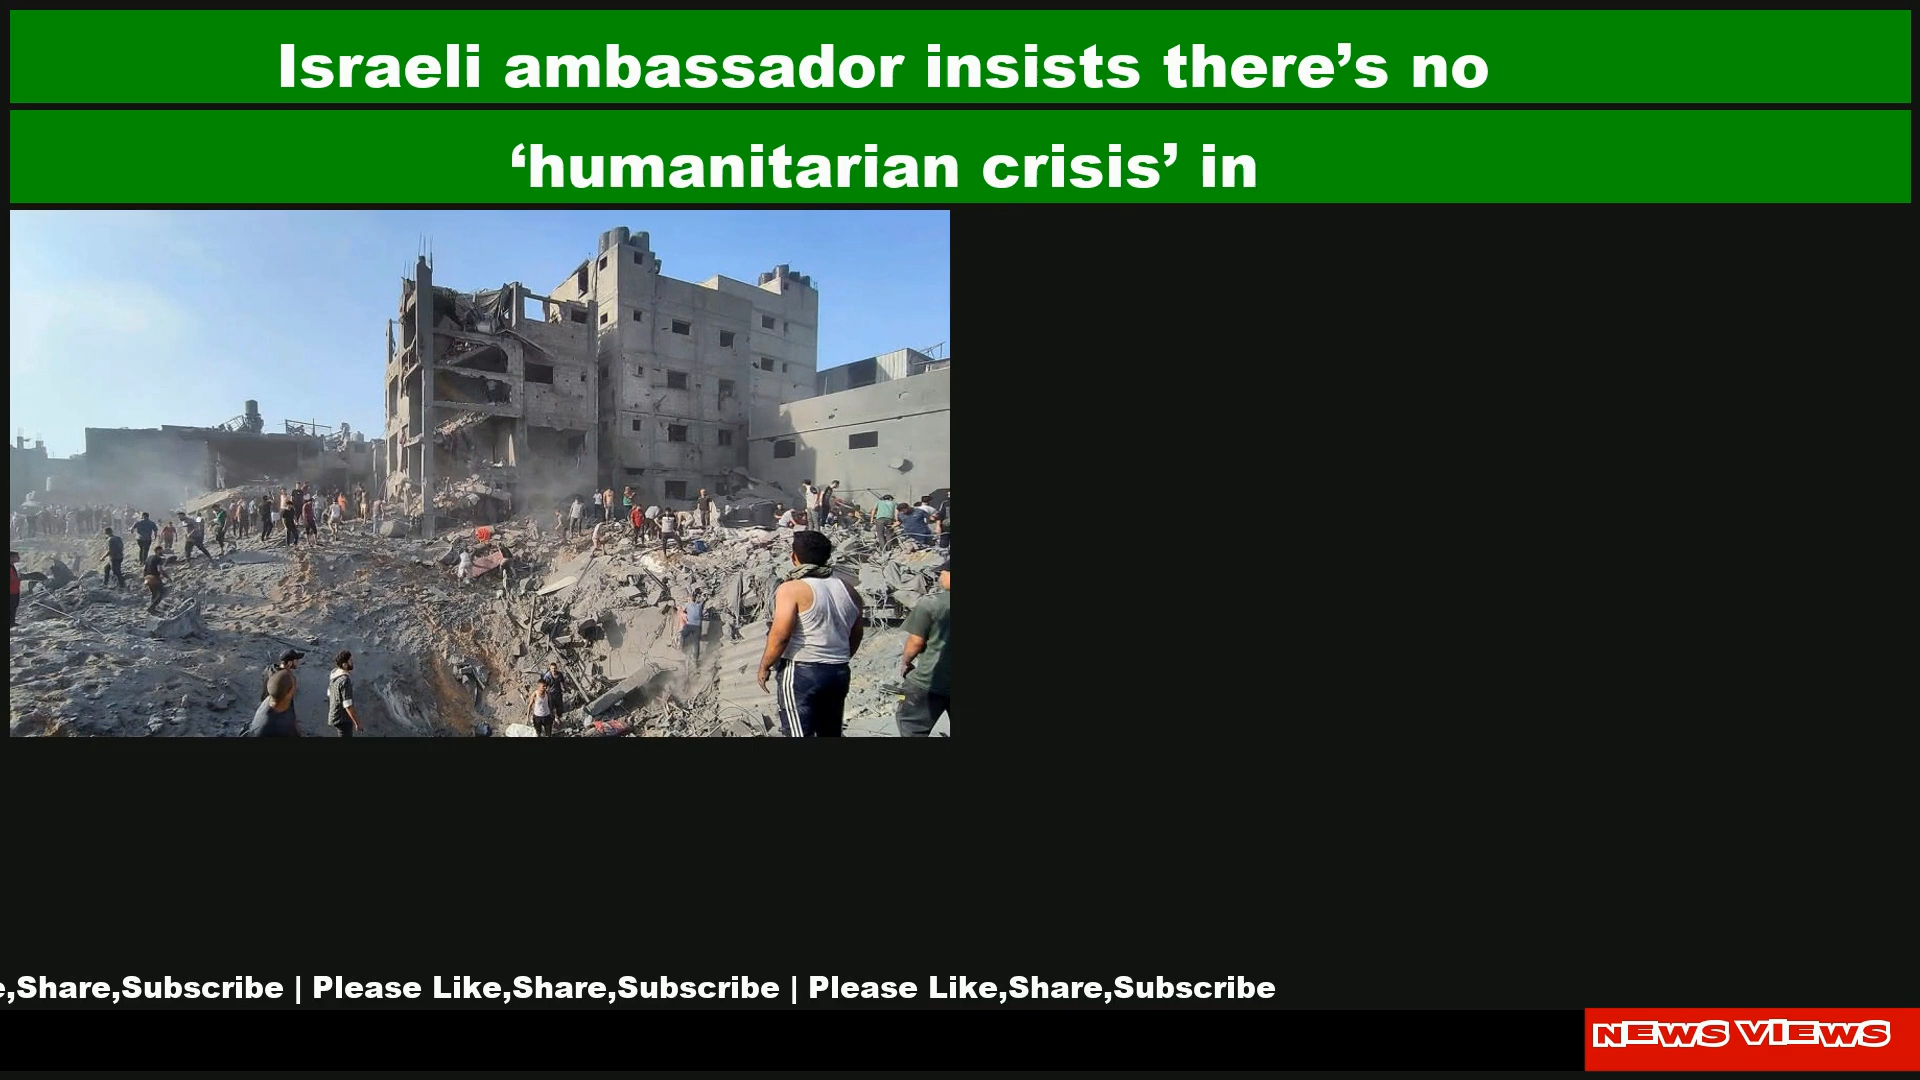 Israeli ambassador insists there’s no
‘humanitarian crisis’ in
,Share,Subscribe | Please Like,Share,Subscribe | Please Like,Share,Subscribe
NEWS VIEWS